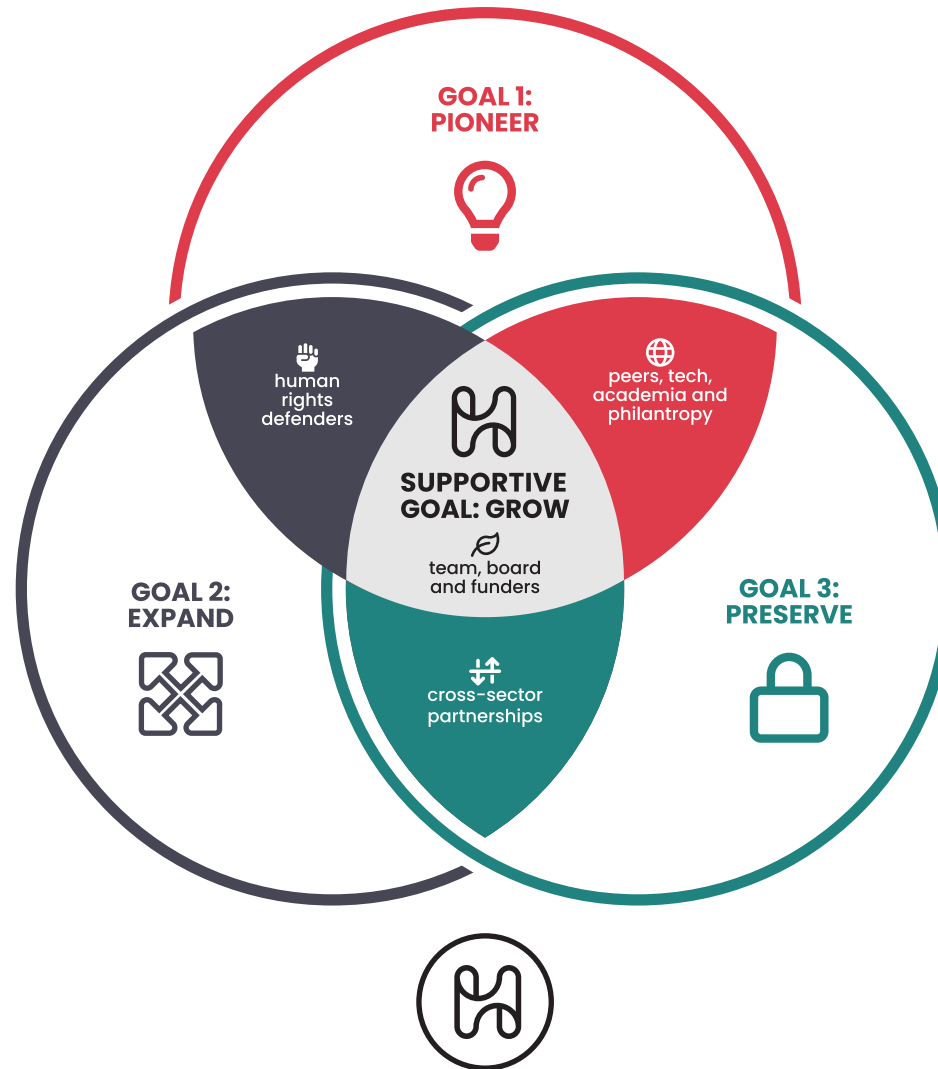 GOAL 1:
PIONEER
human
rights
defenders
peers, tech,
academia and
philantropy
SUPPORTIVE
GOAL: GROW
team, board
and funders
GOAL 2:
EXPAND
GOAL 3:
PRESERVE
cross-sector
partnerships